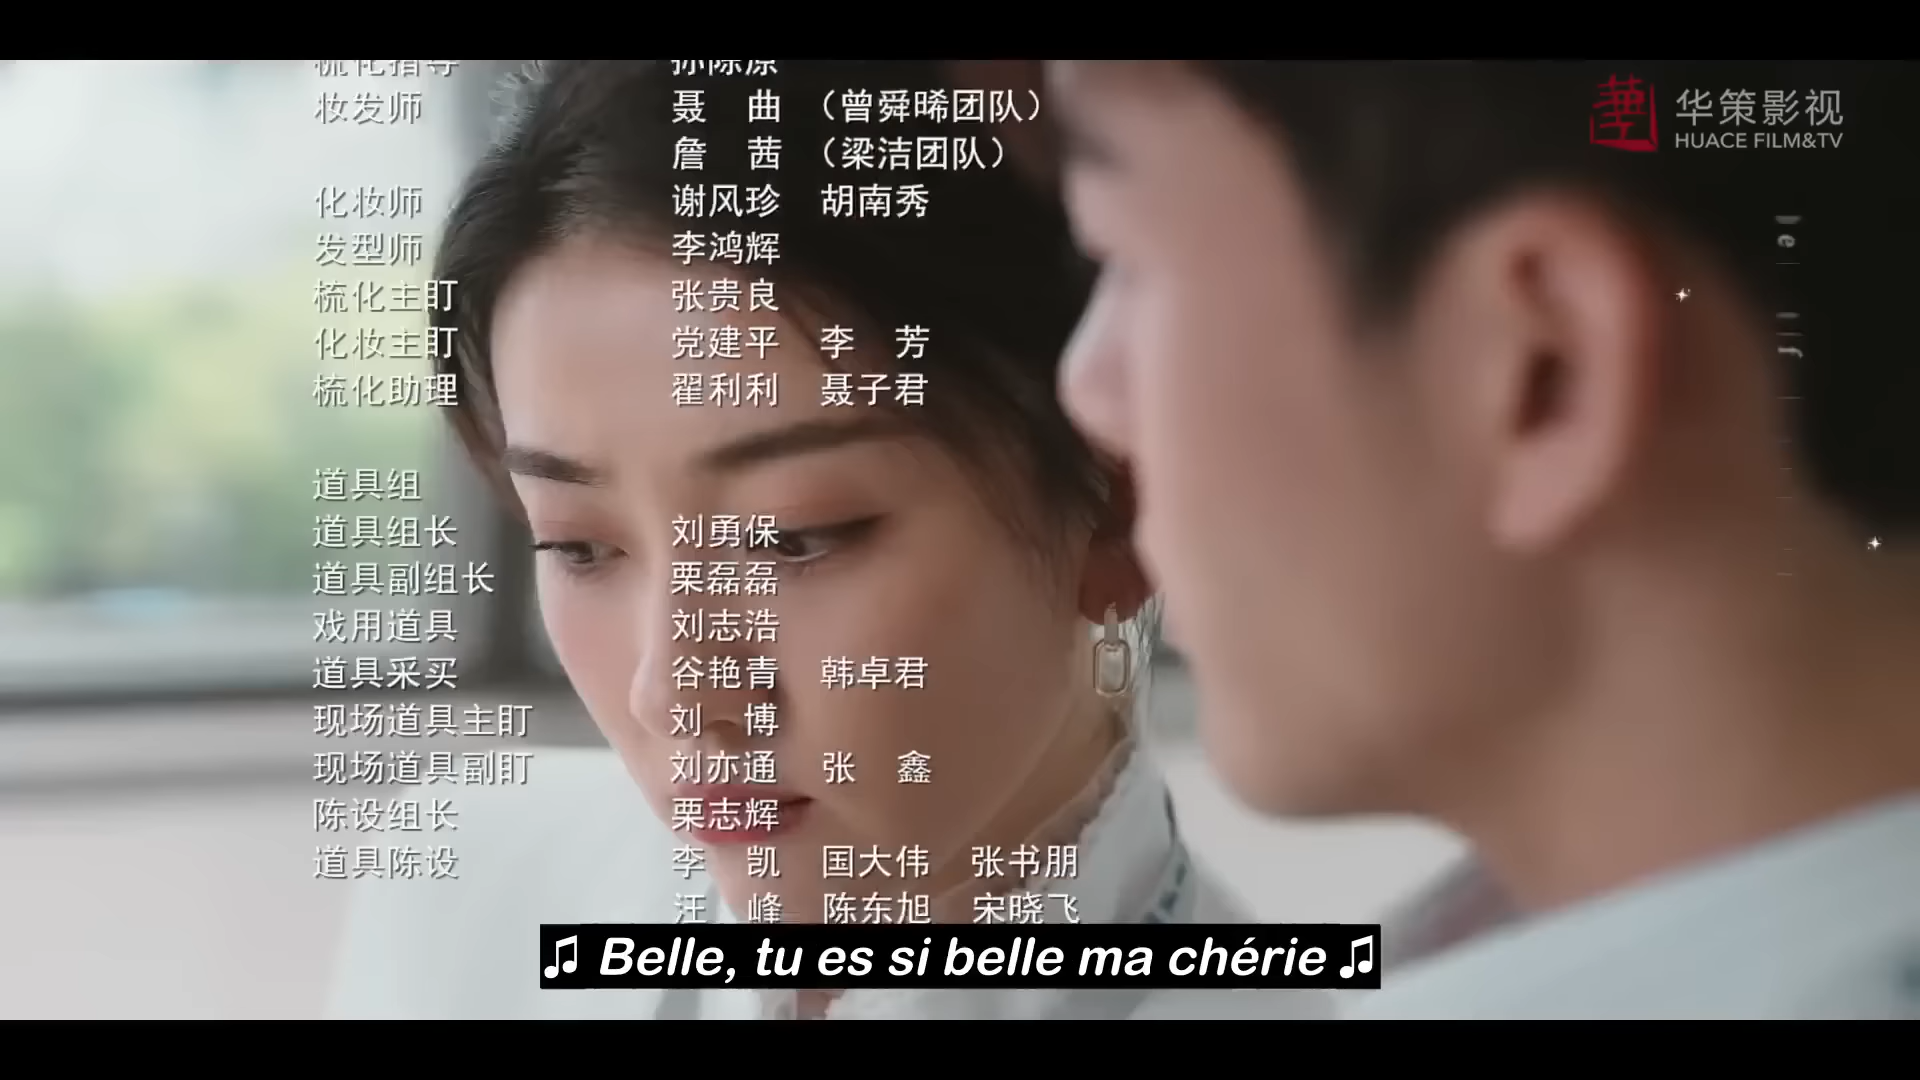 梳化指导 孙陈原
妆发师 聂 曲 （曾舜晞团队）
詹 茜 （梁洁团队）
化妆师 谢风珍 胡南秀
发型师 李鸿辉
梳化主盯 张贵良
化妆主盯 党建平 李 芳
梳化助理 翟利利 聂子君
道具组
道具组长 刘勇保
道具副组长 栗磊磊
戏用道具 刘志浩
道具采买 谷艳青 韩卓君
现场道具主盯 刘 博
现场道具副盯 刘亦通 张 鑫
陈设组长 栗志辉
道具陈设 李 凯 国大伟 张书朋
汪 峰 陈东旭 宋晓飞
华策影视
HUACE FILM&TV
♫ Belle, tu es si belle ma chérie ♫